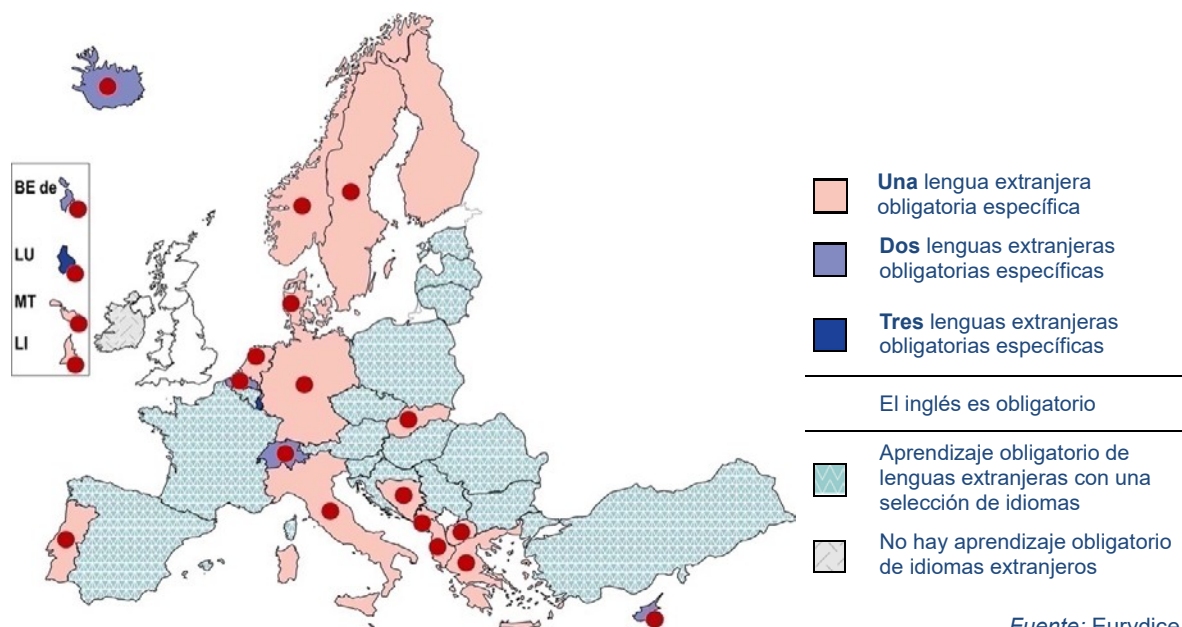 BE de
LU
MT
LI
Una lengua extranjera
obligatoria específica
Dos lenguas extranjeras
obligatorias específicas
Tres lenguas extranjeras
obligatorias específicas
El inglés es obligatorio
Aprendizaje obligatorio de
lenguas extranjeras con una
selección de idiomas
No hay aprendizaje obligatorio
de idiomas extranjeros
Fuente: Eurydice